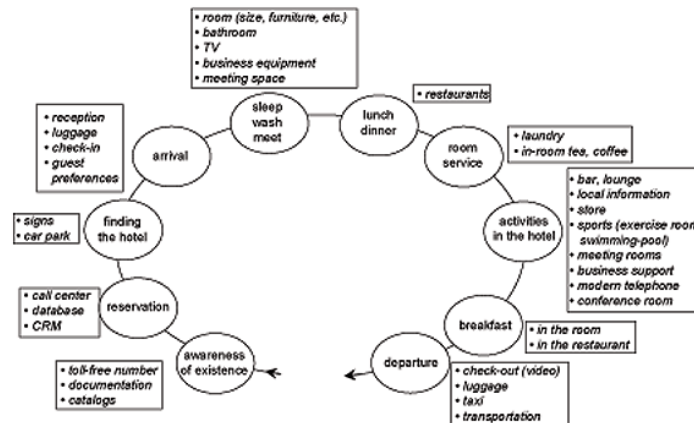 • room (size, furniture, etc.)
• bathroom
• TV
• business equipment
• meeting space
sleep
wash
meet
lunch
dinner
• restaurants
• reception
• luggage
• check-in
• guest
preferences
arrival
room
service
• laundry
• in-room tea, coffee
• signs
• car park
finding
the hotel
activities
in the hotel
• bar, lounge
• local information
• store
• sports (exercise room
swimming-pool)
• meeting rooms
• business support
• modern telephone
• conference room
• call center
• database
• CRM
reservation
breakfast
• in the room
• in the restaurant
• toll-free number
• documentation
• catalogs
awareness
of existence
departure
• check-out (video)
• luggage
• taxi
• transportation